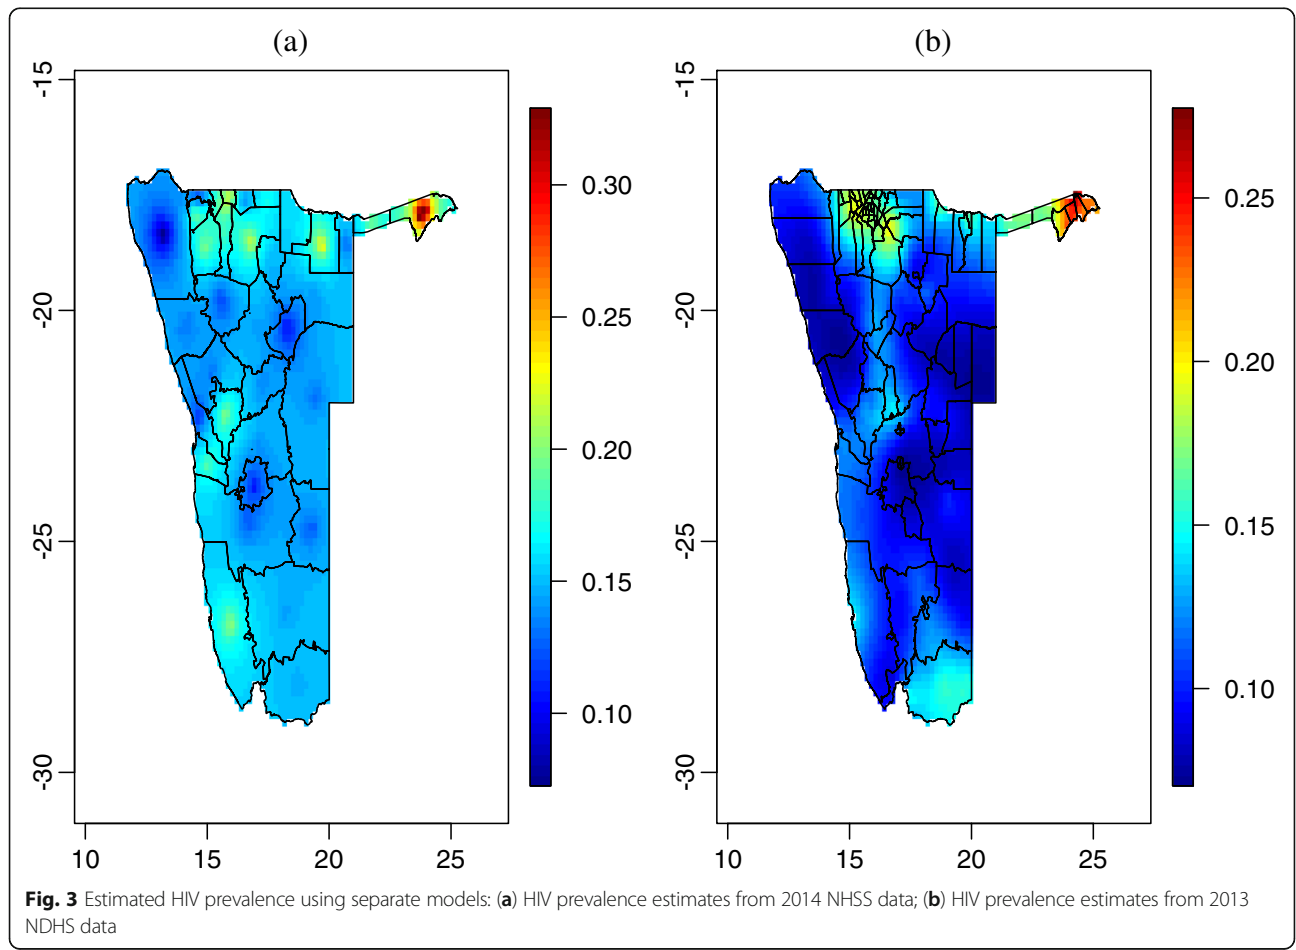 (a)
(b)
-15
-20
-25
-30
10 15 20 25
0.30
0.25
0.20
0.15
0.10
-15
-20
-25
-30
10 15 20 25
0.25
0.20
0.15
0.10
Fig. 3 Estimated HIV prevalence using separate models: (a) HIV prevalence estimates from 2014 NHSS data; (b) HIV prevalence estimates from 2013
NDHS data